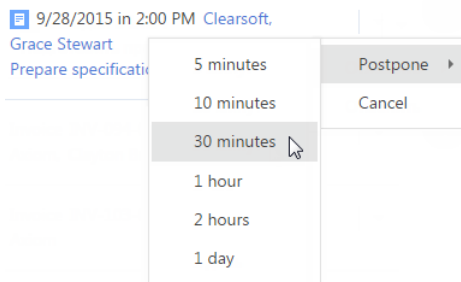 9/28/2015 in 2:00 PM Clearsoft,
Grace Stewart
Prepare specificatio
5 minutes
10 minutes
30 minutes
1 hour
2 hours
1 day
Postpone
Cancel